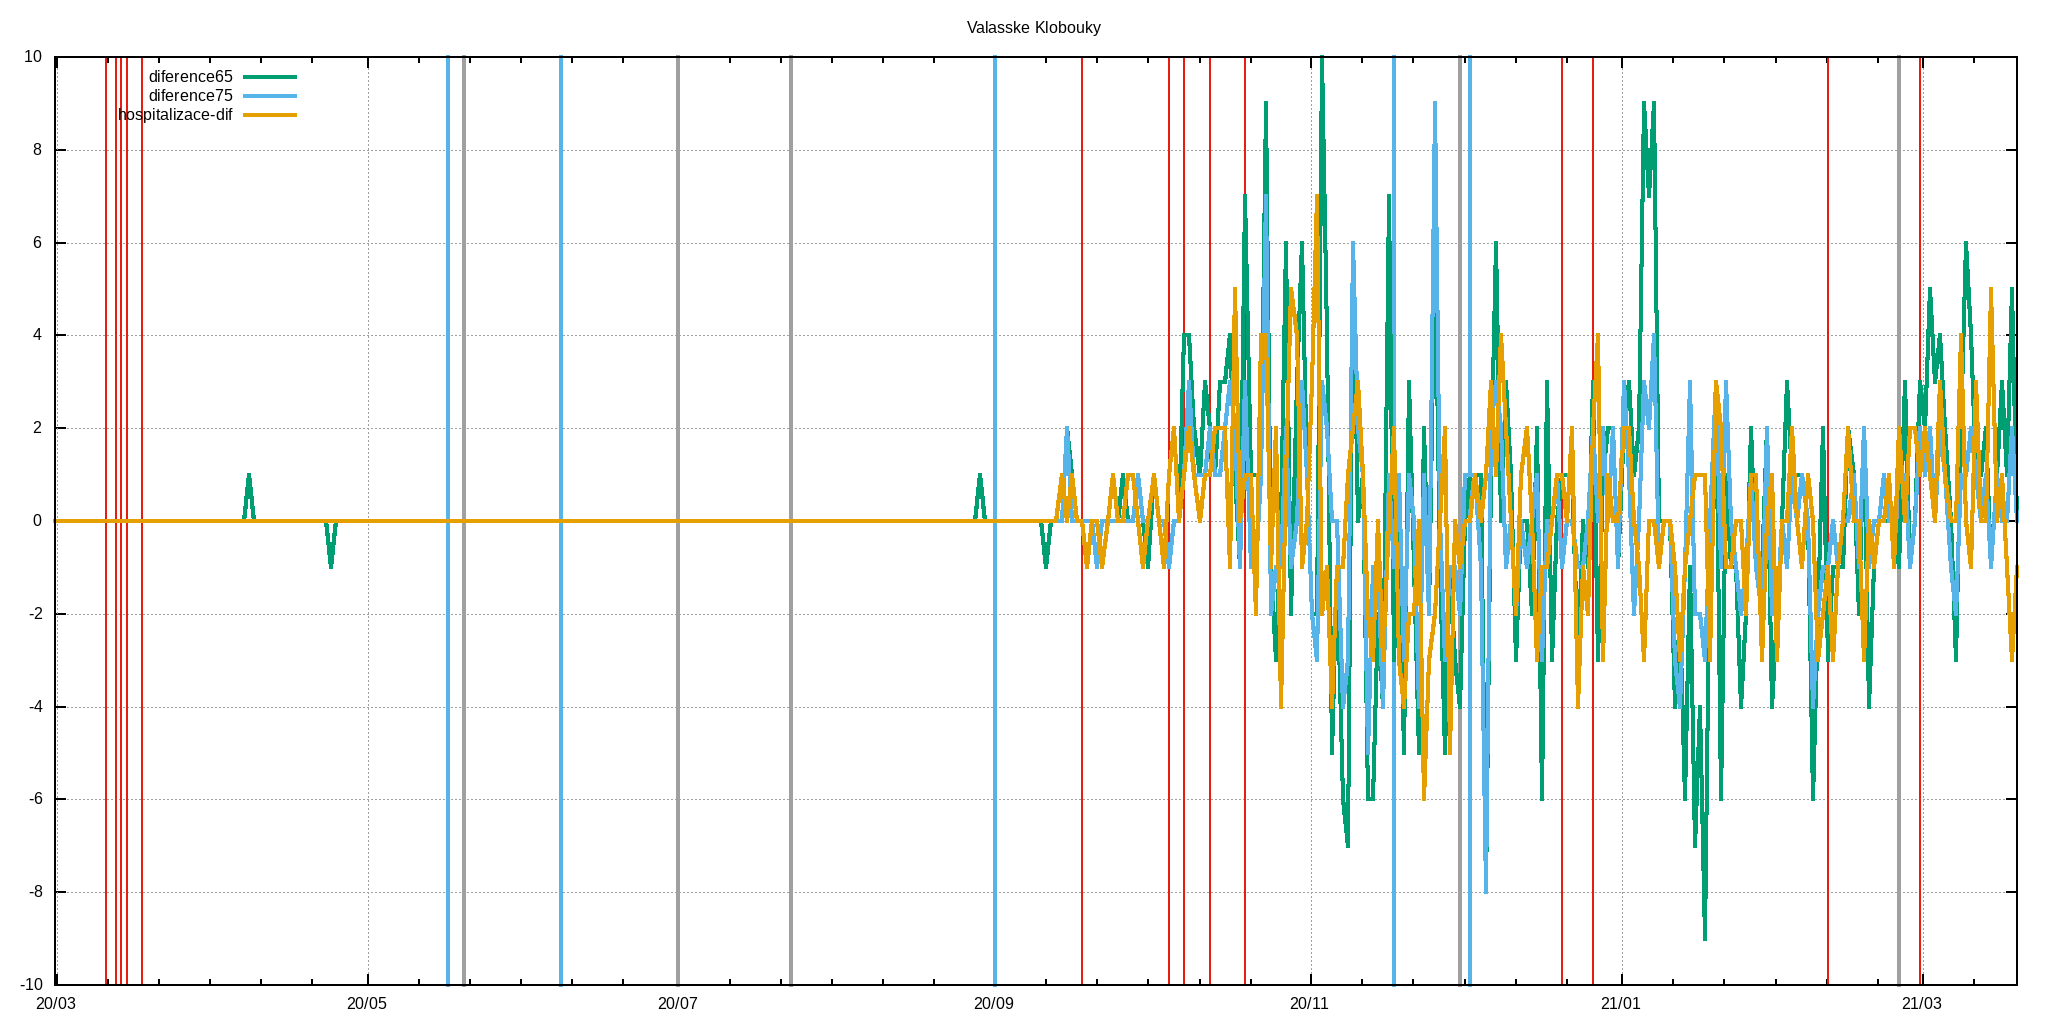 Valasske Klobouky
10
diference65
diference75
hospitalizace-dif
8
6
4
2
0
-2
-4
-6
-8
-10
20/03 20/05 20/07 20/09 20/11 21/01 21/03